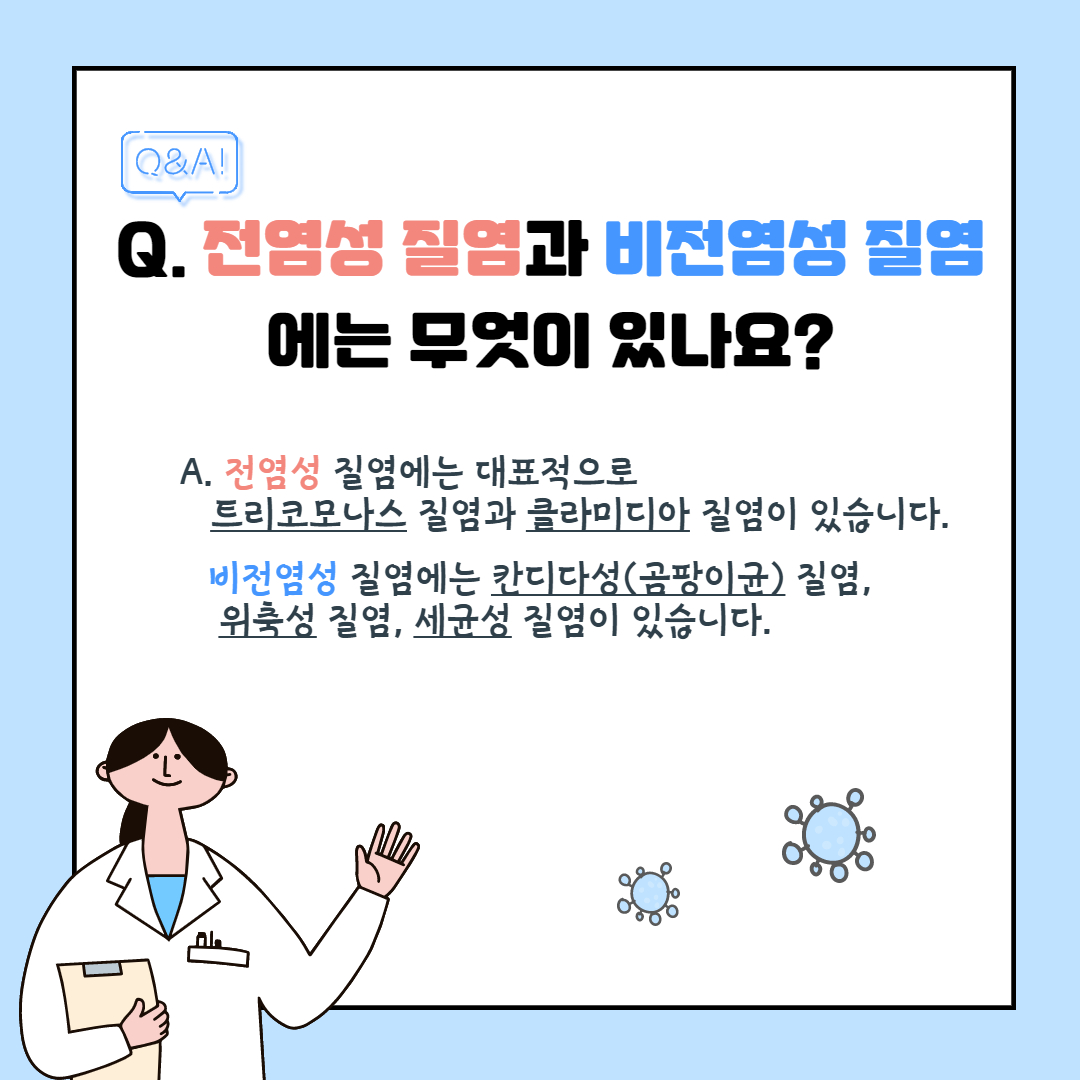 Q&A!
Q. 전염성 질염과 비전염성 질염
에는 무엇이 있나요?
A. 전염성 질염에는 대표적으로
트리코모나스 질염과 클라미디아 질염이 있습니다.
비전염성 질염에는 칸디다성(곰팡이균) 질염,
위축성 질염, 세균성 질염이 있습니다.